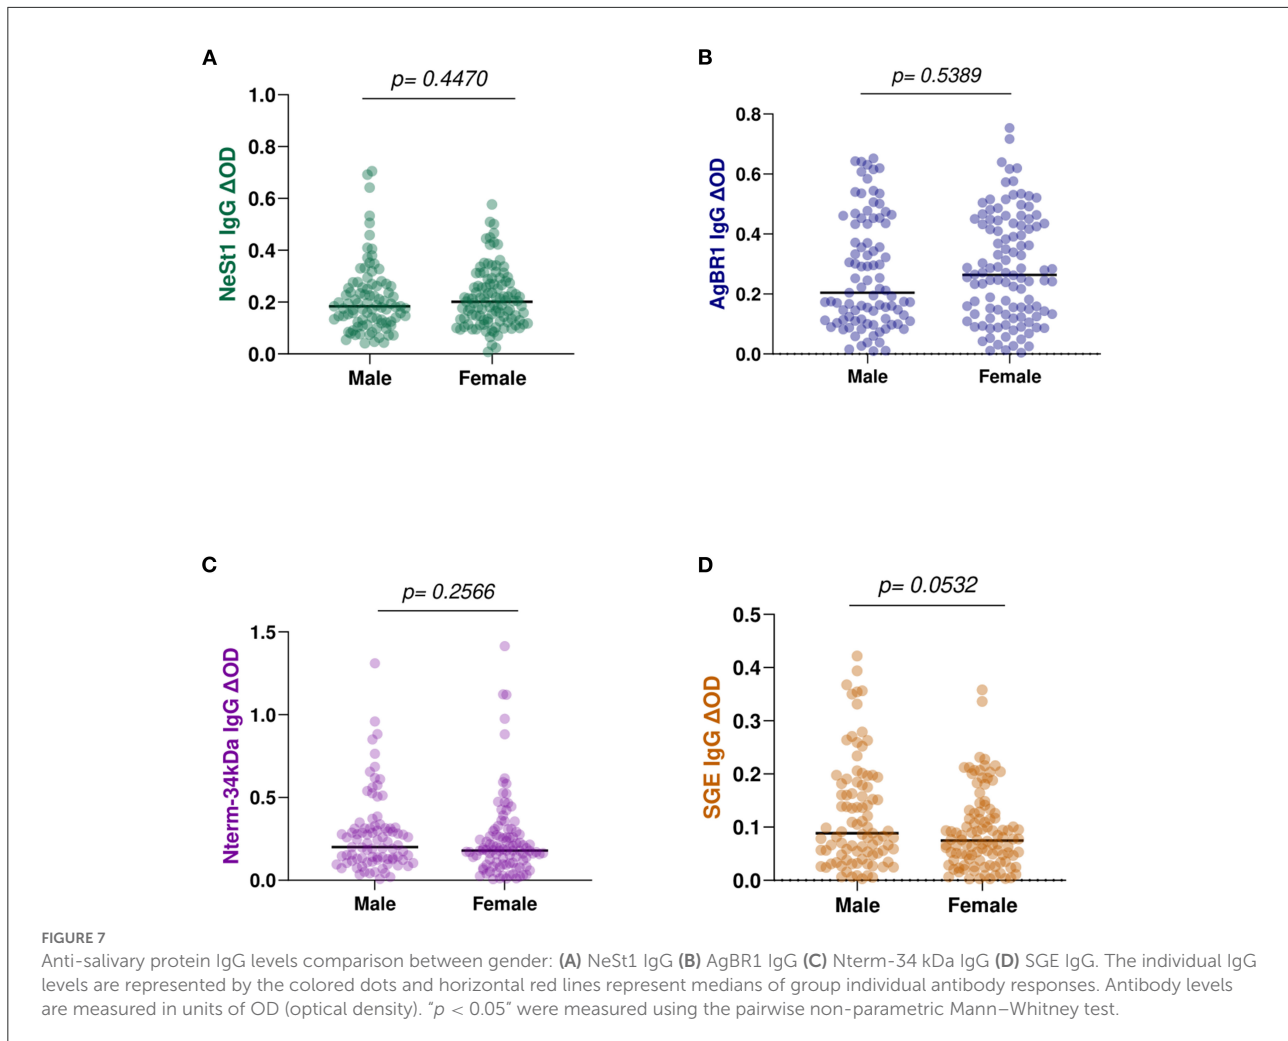 A
p= 0.4470
1.0
0.8
0.6
0.4
0.2
0.0
NeSt1 IgG ΔOD
Male Female
B
p= 0.5389
0.8
0.6
0.4
0.2
0.0
AgBR1 IgG ΔOD
Male Female
C
p= 0.2566
1.5
1.0
0.5
0.0
Nterm-34kDa IgG ΔOD
Male Female
D
p= 0.0532
0.5
0.4
0.3
0.2
0.1
0.0
SGE IgG ΔOD
Male Female
FIGURE 7
Anti-salivary protein IgG levels comparison between gender: (A) NeSt1 IgG (B) AgBR1 IgG (C) Nterm-34 kDa IgG (D) SGE IgG. The individual IgG
levels are represented by the colored dots and horizontal red lines represent medians of group individual antibody responses. Antibody levels
are measured in units of OD (optical density). “p < 0.05” were measured using the pairwise non-parametric Mann–Whitney test.